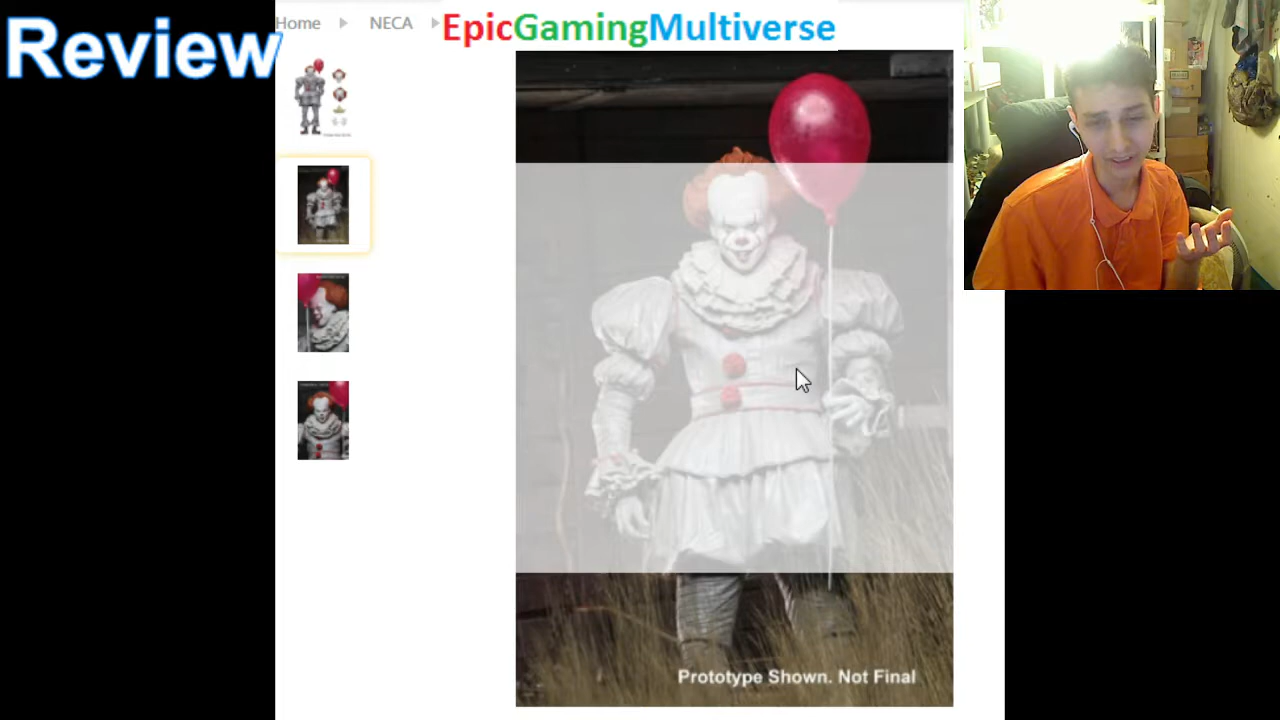 Review
Home NECA
EpicGamingMultiverse
Prototype Shown. Not Final